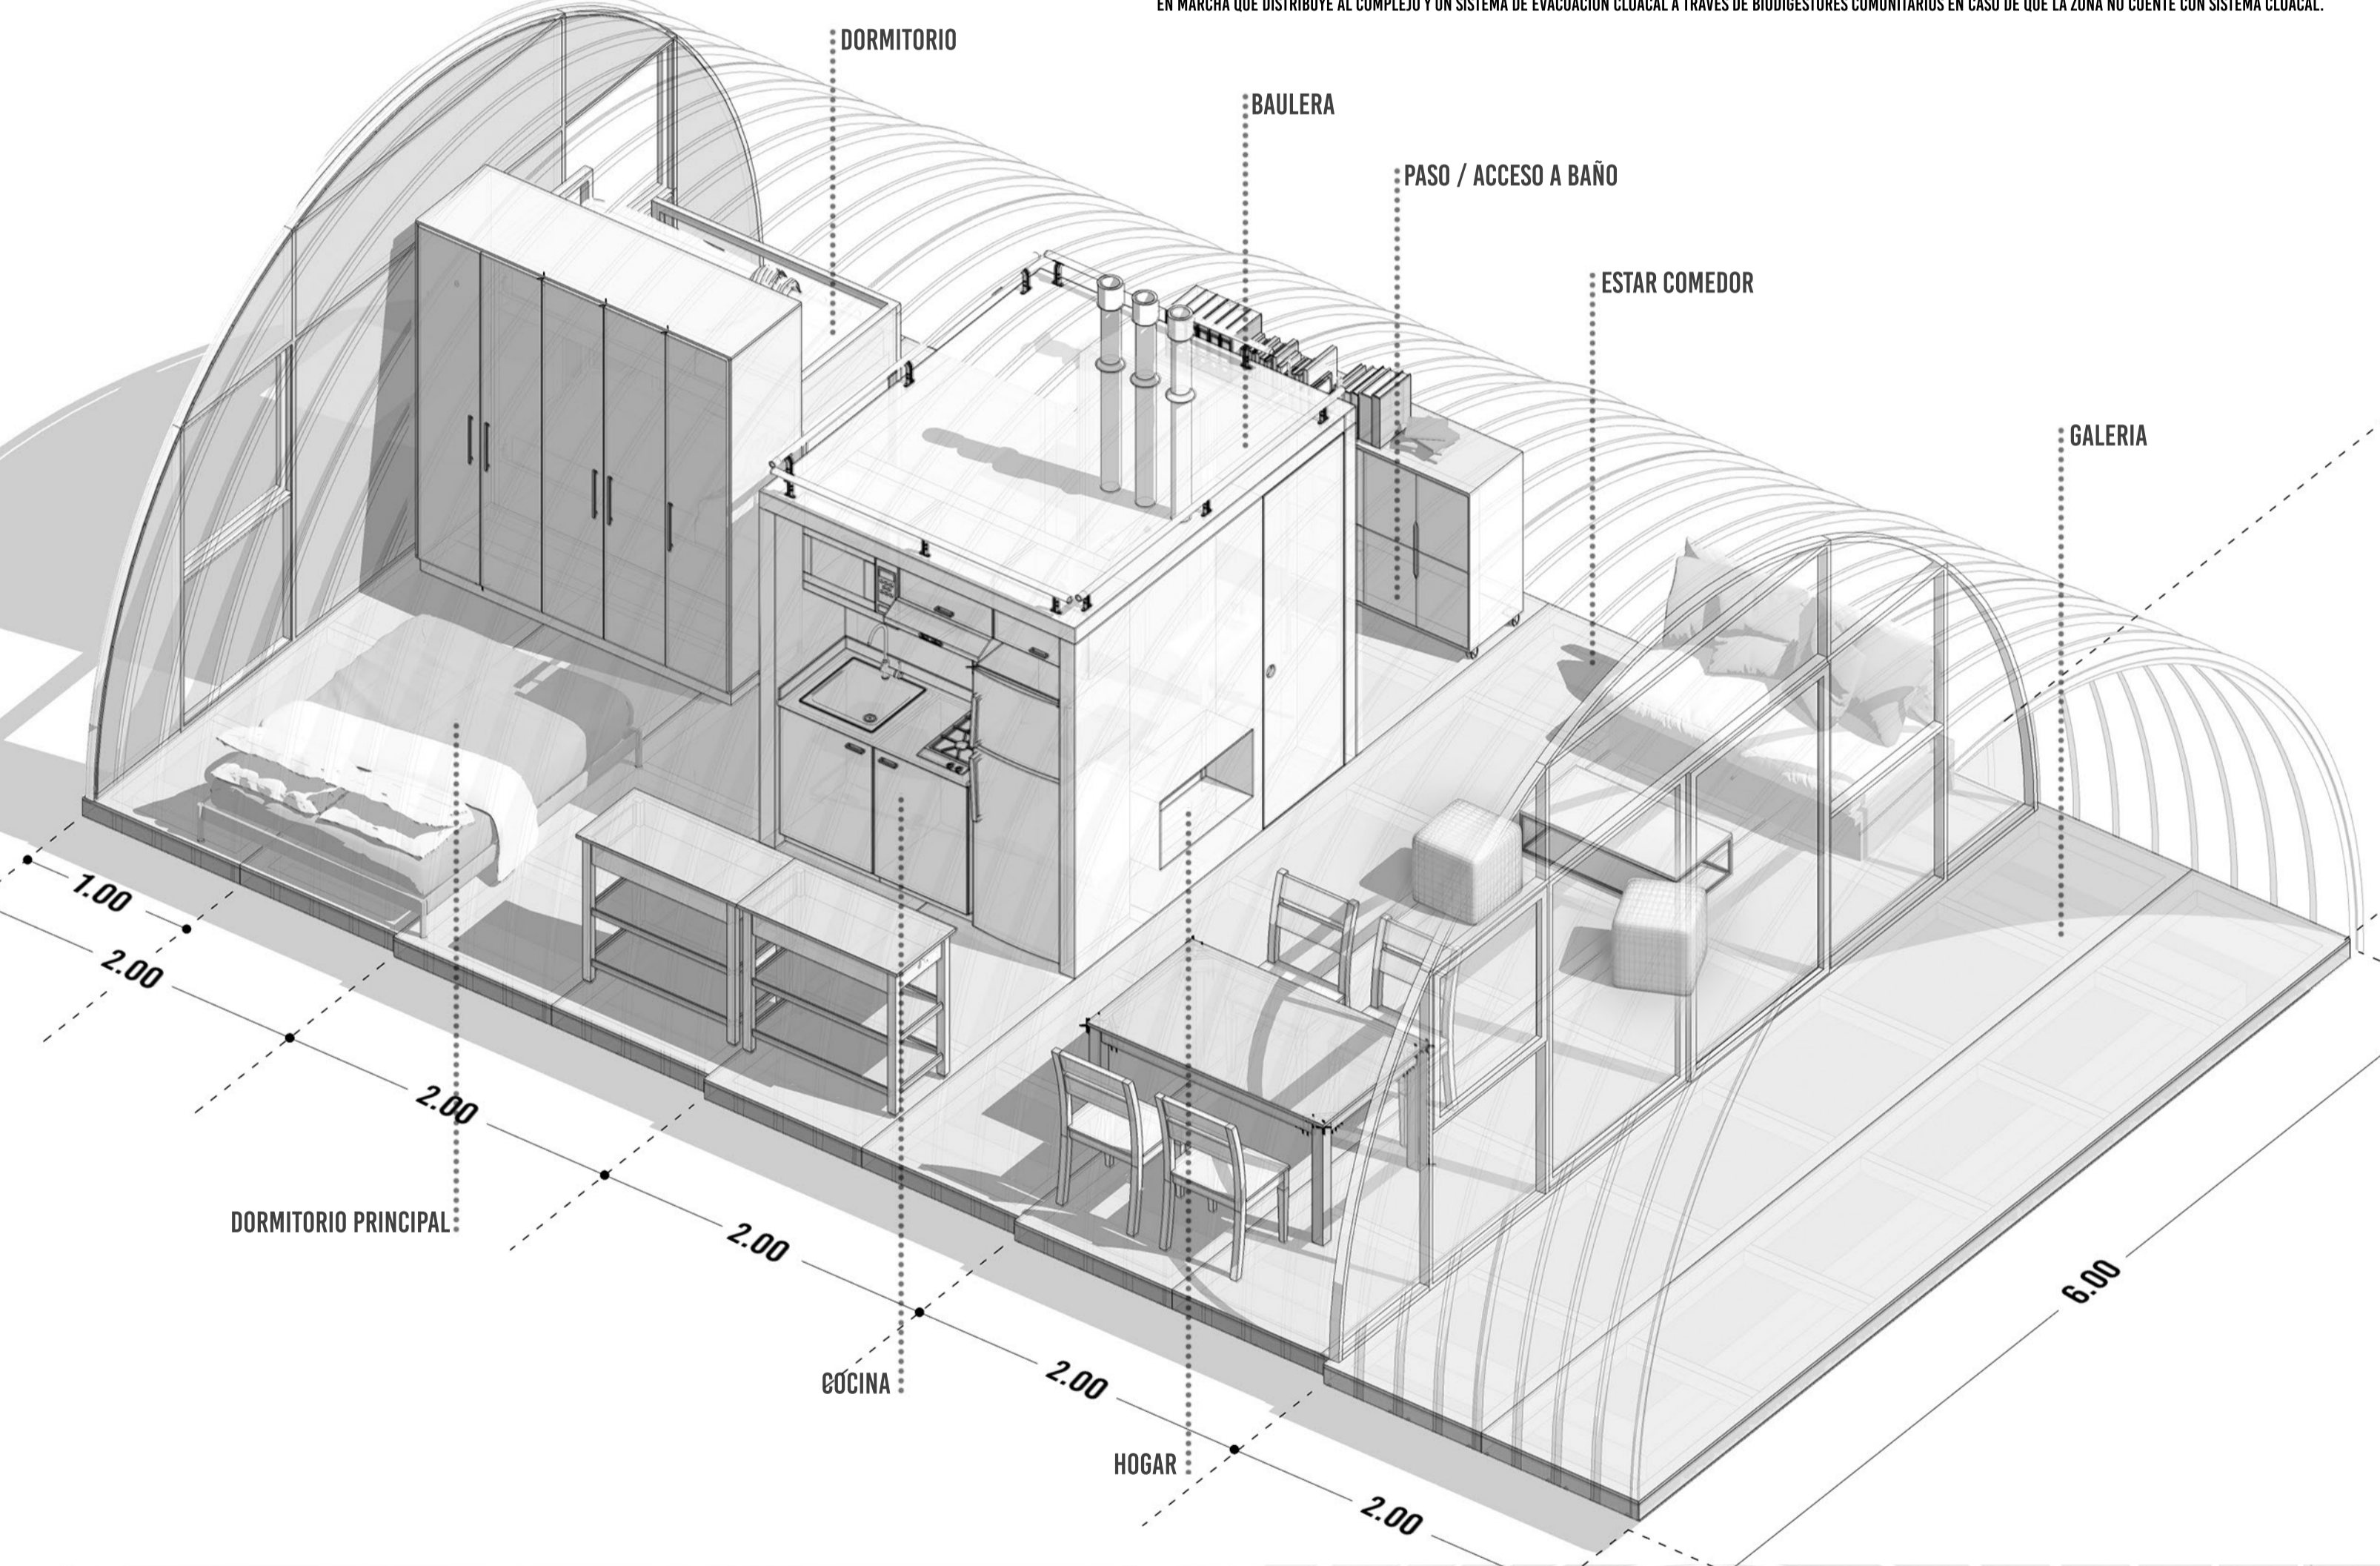 EN MARCHA QUE DISTRIBUYE AL COMPLEJO Y UN SISTEMA DE EVACUACION CLOACAL A TRAVES DE BIODIGESTORES COMUNITARIOS EN CASO DE QUE LA ZONA NO CUENTE CON SISTEMA CLOACAL.
DORMITORIO
BAULERA
PASO / ACCESO A BAÑO
ESTAR COMEDOR
GALERIA
1.00
2.00
2.00
DORMITORIO PRINCIPAL
2.00
6.00
COCINA
2.00
HOGAR
2.00